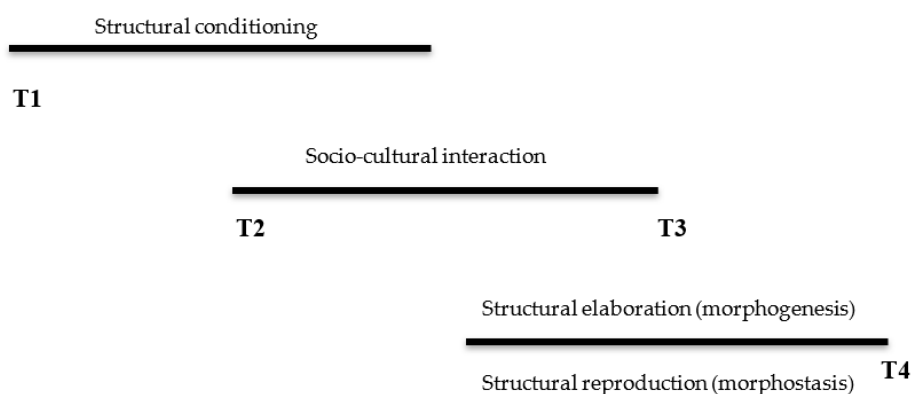 Structural conditioning
T1
Socio-cultural interaction
T2
T3
Structural elaboration (morphogenesis)
T4
Structural reproduction (morphostasis)